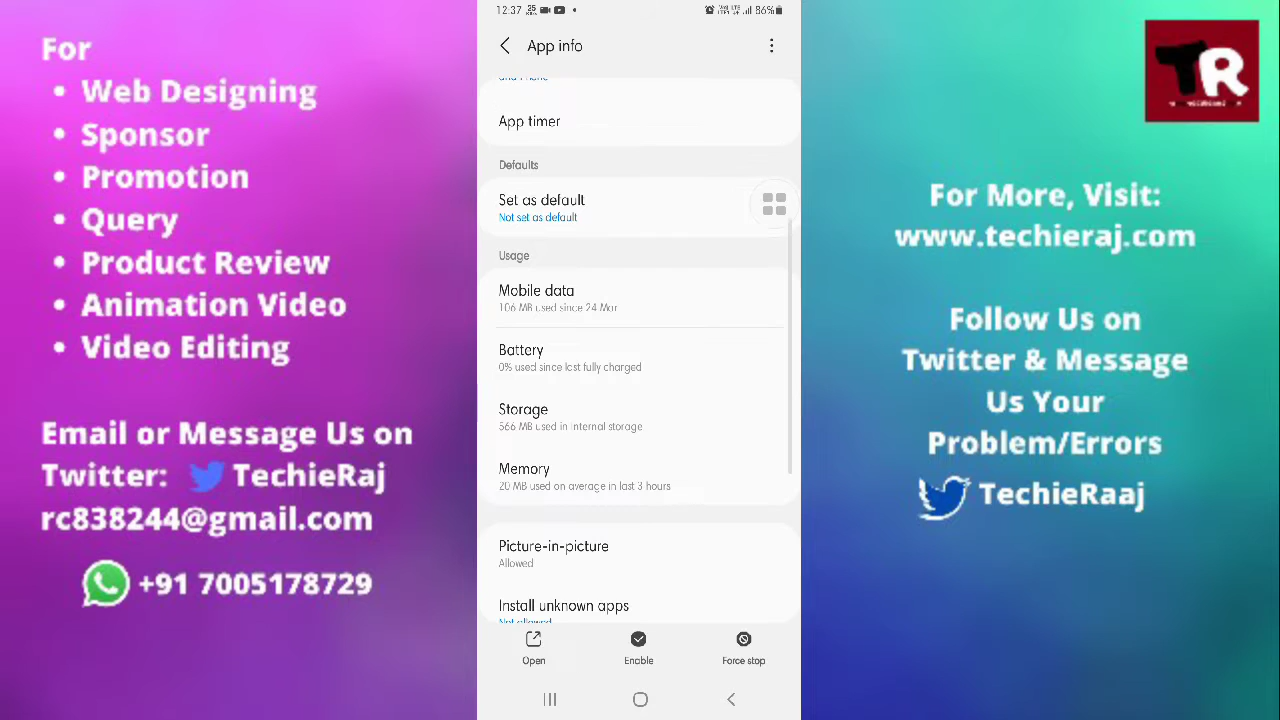 For
• Web Designing
• Sponsor
• Promotion
• Query
• Product Review
• Animation Video
• Video Editing
Email or Message Us on
Twitter: TechieRaj
rc838244@gmail.com
+91 7005178729
12:37
86%
App info
App timer
Defaults
Set as default
Not set as default
Usage
Mobile data
106 MB used since 24 Mar
Battery
0% used since last fully charged
Storage
566 MB used in internal storage
Memory
20 MB used on average in last 3 hours
Picture-in-picture
Allowed
Install unknown apps
Not allowed
Open
Enable
Force stop
TR
For More, Visit:
www.techieraj.com
Follow Us on
Twitter & Message
Us Your
Problem/Errors
TechieRaaj